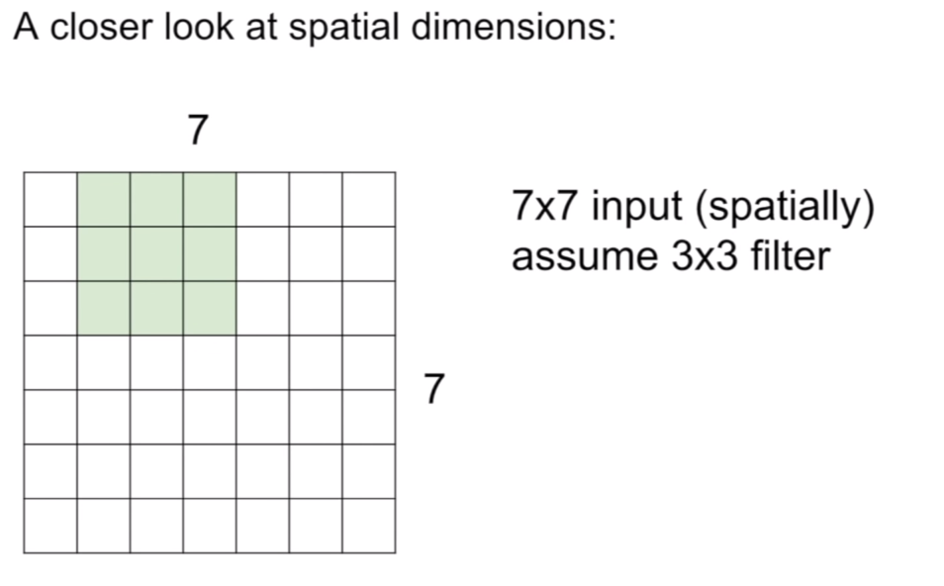 A closer look at spatial dimensions:
7
7x7 input (spatially)
assume 3x3 filter
7